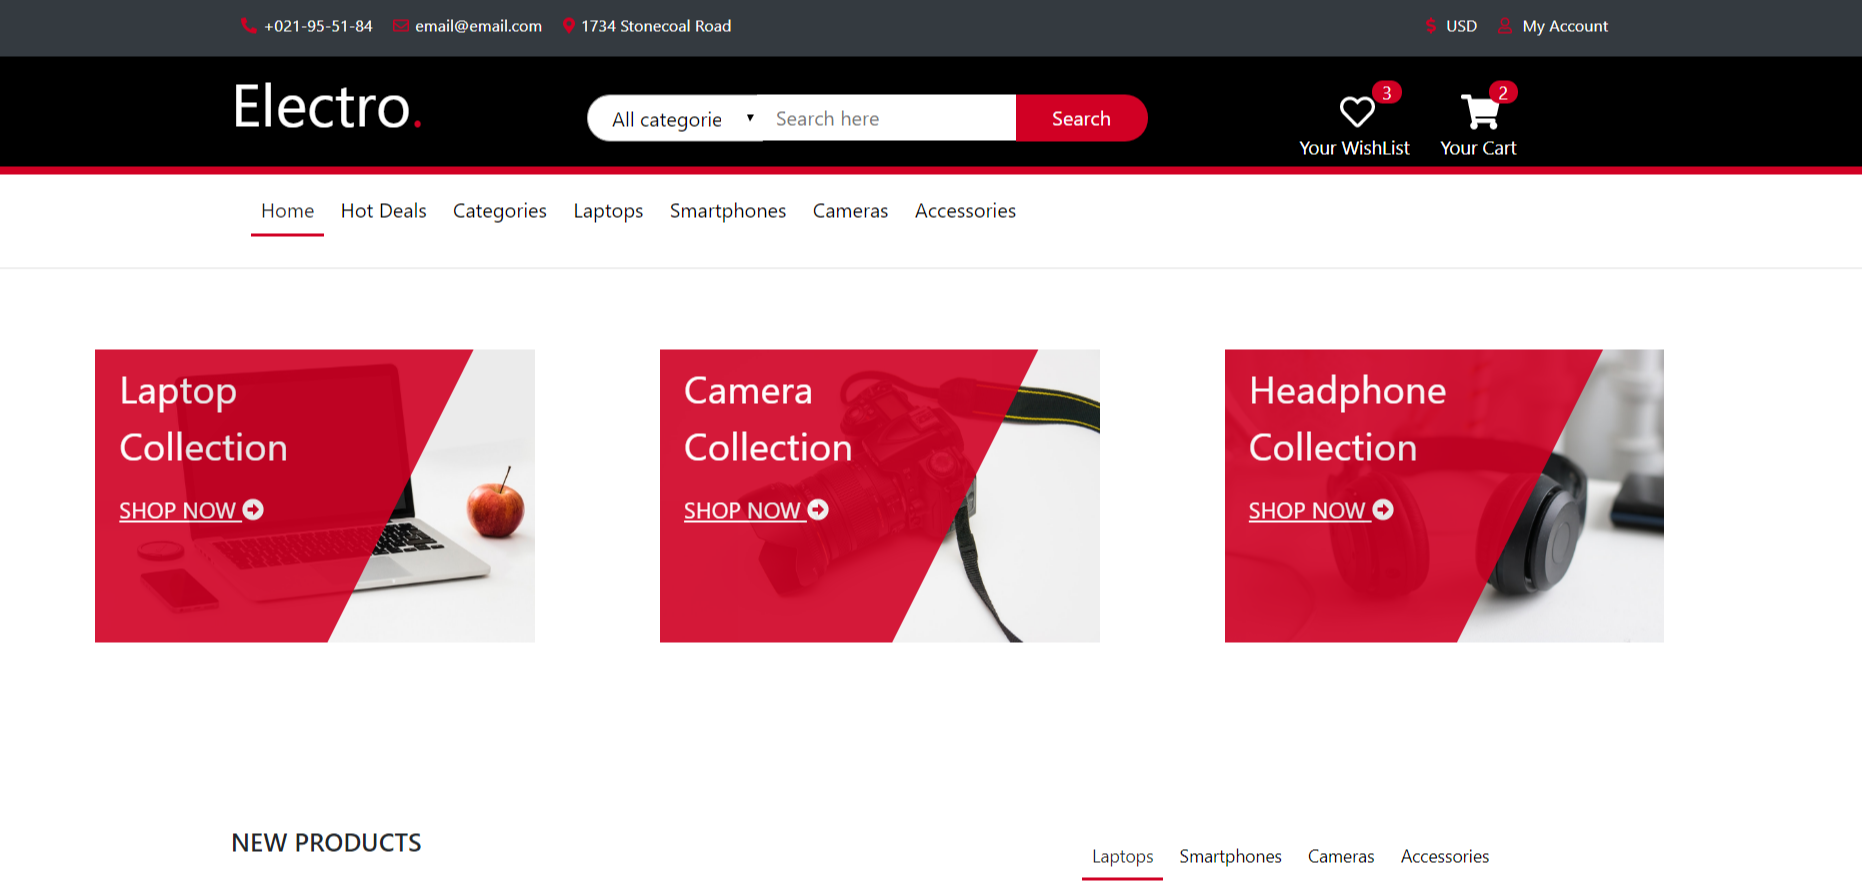 +021-95-51-84 email@email.com 1734 Stonecoal Road USD My Account
Electro.
All categorie Search here Search
3 2
Your WishList Your Cart
Home Hot Deals Categories Laptops Smartphones Cameras Accessories
Laptop
Collection
SHOP NOW
Camera
Collection
SHOP NOW
Headphone
Collection
SHOP NOW
NEW PRODUCTS
Laptops Smartphones Cameras Accessories